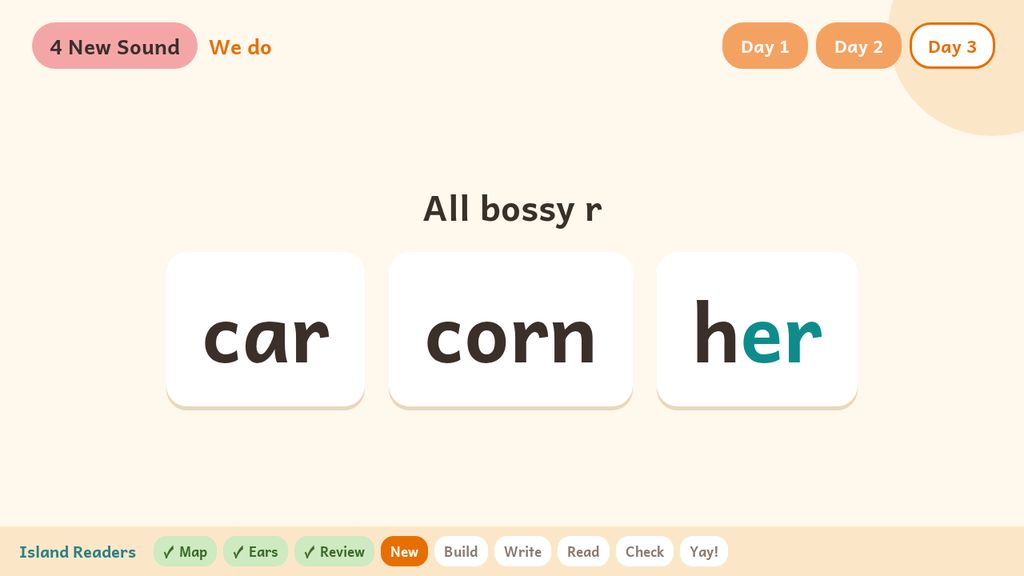 4 New Sound We do Day 1 Day 2 Day 3
All bossy r
car corn her
Island Readers ✓ Map ✓ Ears ✓ Review New Build Write Read Check Yay!